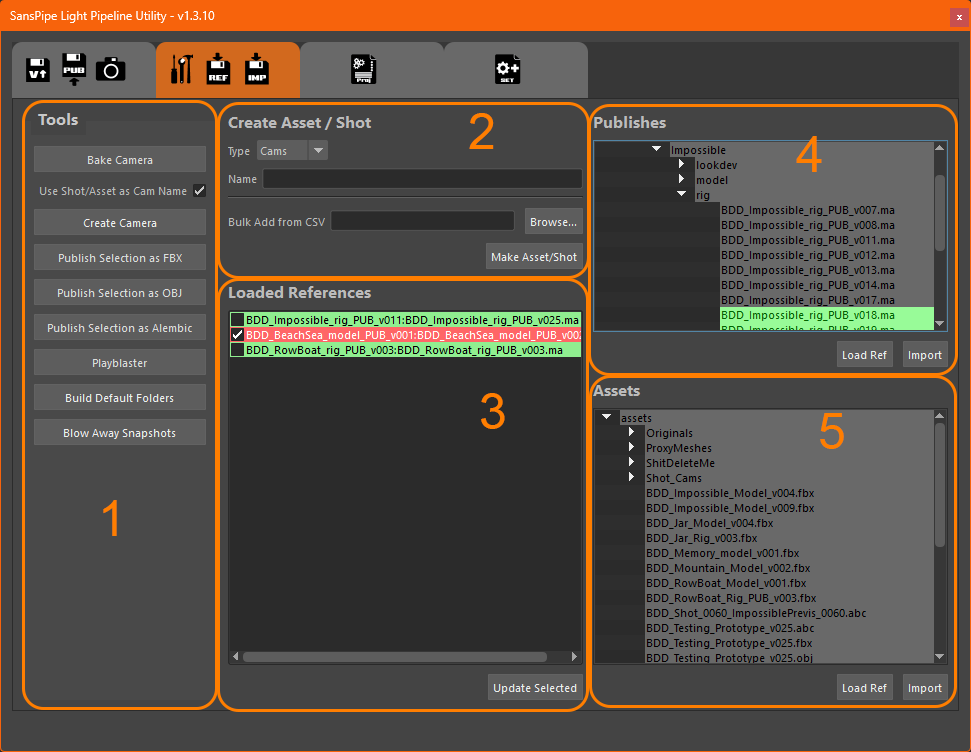 SansPipe Light Pipeline Utility - v1.3.10
x
V↑
PUB
REF
IMP
Proj
SET
Tools
Bake Camera
Use Shot/Asset as Cam Name
Create Camera
Publish Selection as FBX
Publish Selection as OBJ
Publish Selection as Alembic
Playblaster
Build Default Folders
Blow Away Snapshots
1
Create Asset / Shot
2
Type
Cams
Name
Bulk Add from CSV
Browse...
Make Asset/Shot
Loaded References
BDD_Impossible_rig_PUB_v011:BDD_Impossible_rig_PUB_v025.ma
BDD_BeachSea_model_PUB_v001:BDD_BeachSea_model_PUB_v002
BDD_RowBoat_rig_PUB_v003:BDD_RowBoat_rig_PUB_v003.ma
3
Update Selected
Publishes
4
Impossible
lookdev
model
rig
BDD_Impossible_rig_PUB_v007.ma
BDD_Impossible_rig_PUB_v008.ma
BDD_Impossible_rig_PUB_v011.ma
BDD_Impossible_rig_PUB_v012.ma
BDD_Impossible_rig_PUB_v013.ma
BDD_Impossible_rig_PUB_v014.ma
BDD_Impossible_rig_PUB_v017.ma
BDD_Impossible_rig_PUB_v018.ma
BDD_Impossible_rig_PUB_v019.ma
Load Ref
Import
Assets
5
assets
Originals
ProxyMeshes
ShitDeleteMe
Shot_Cams
BDD_Impossible_Model_v004.fbx
BDD_Impossible_Model_v009.fbx
BDD_Jar_Model_v004.fbx
BDD_Jar_Rig_v003.fbx
BDD_Memory_model_v001.fbx
BDD_Mountain_Model_v002.fbx
BDD_RowBoat_Model_v001.fbx
BDD_RowBoat_Rig_PUB_v003.fbx
BDD_Shot_0060_ImpossiblePrevis_0060.abc
BDD_Testing_Prototype_v025.abc
BDD_Testing_Prototype_v025.fbx
BDD_Testing_Prototype_v025.obj
Load Ref
Import